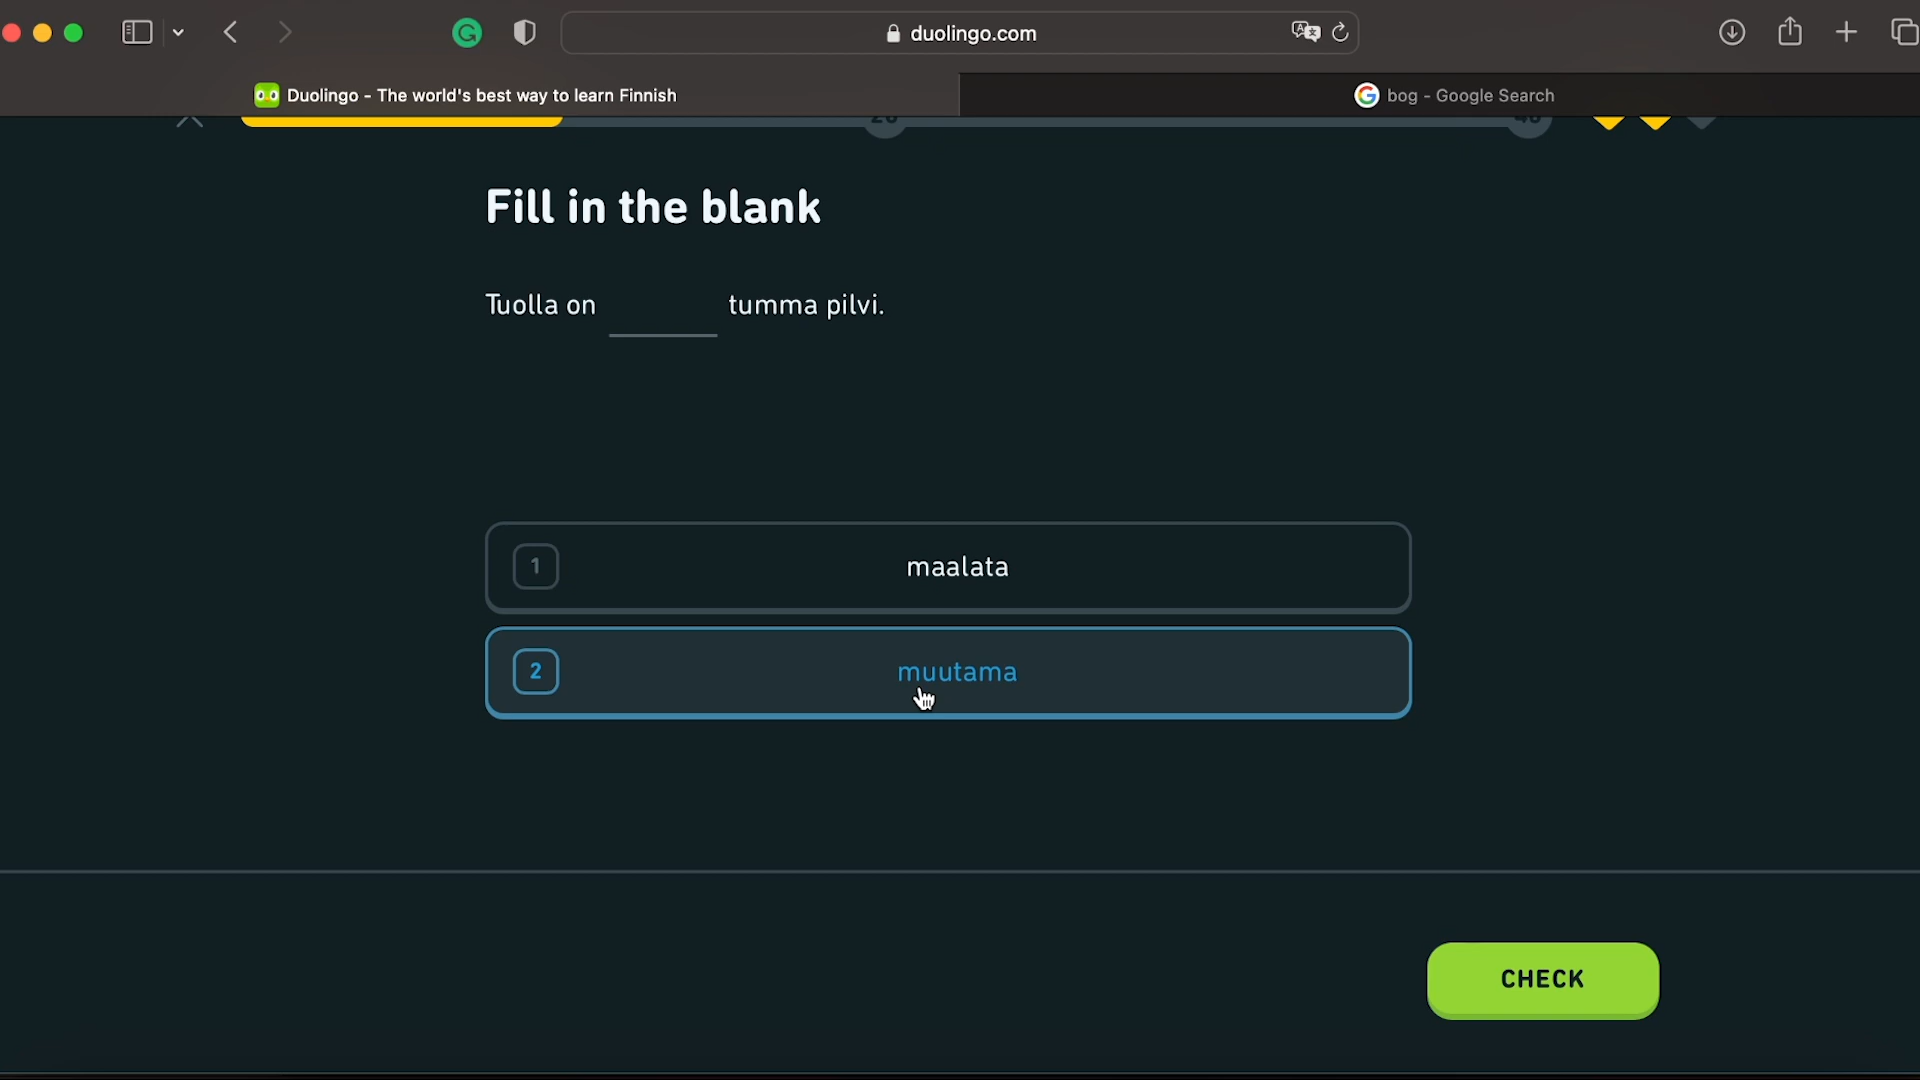 duolingo.com
Duolingo - The world's best way to learn Finnish
bog - Google Search
Fill in the blank
Tuolla on ______ tumma pilvi.
1 maalata
2 muutama
CHECK